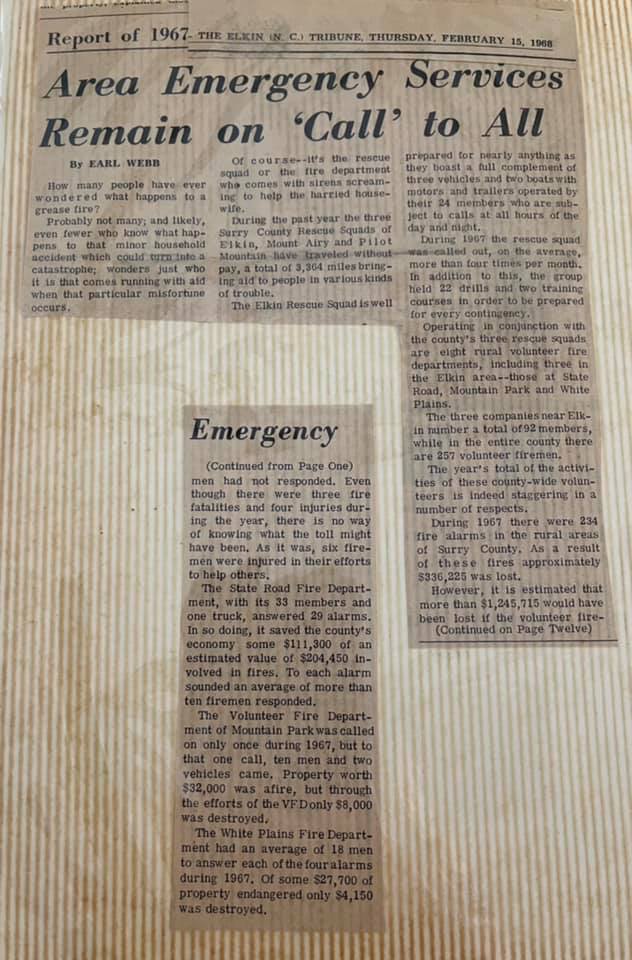 Report of 1967- THE ELKIN (N. C.) TRIBUNE, THURSDAY, FEBRUARY 15, 1968
Area Emergency Services
Remain on ‘Call’ to All
By EARL WEBB
How many people have ever
wondered what happens to a
grease fire?
Probably not many; and likely,
even fewer who know what hap-
pens to that minor household
accident which could turn into a
catastrophe; wonders just who
it is that comes running with aid
when that particular misfortune
occurs.
Of course--it's the rescue
squad or the fire department
who comes with sirens scream-
ing to help the harried house-
wife.
During the past year the three
Surry County Rescue Squads of
Elkin, Mount Airy and Pilot
Mountain have traveled without
pay, a total of 3,364 miles bring-
ing aid to people in various kinds
of trouble.
The Elkin Rescue Squad is well
prepared for nearly anything as
they boast a full complement of
three vehicles and two boats with
motors and trailers operated by
their 24 members who are sub-
ject to calls at all hours of the
day and night.
During 1967 the rescue squad
was called out, on the average,
more than four times per month.
In addition to this, the group
held 22 drills and two training
courses in order to be prepared
for every contingency.
Operating in conjunction with
the county's three rescue squads
are eight rural volunteer fire
departments, including three in
the Elkin area--those at State
Road, Mountain Park and White
Plains.
The three companies near Elk-
in number a total of 92 members,
while in the entire county there
are 257 volunteer firemen.
The year's total of the activi-
ties of these county-wide volun-
teers is indeed staggering in a
number of respects.
During 1967 there were 234
fire alarms in the rural areas
of Surry County. As a result
of these fires approximately
$336,225 was lost.
However, it is estimated that
more than $1,245,715 would have
been lost if the volunteer fire-
(Continued on Page Twelve)
Emergency
(Continued from Page One)
men had not responded. Even
though there were three fire
fatalities and four injuries dur-
ing the year, there is no way
of knowing what the toll might
have been. As it was, six fire-
men were injured in their efforts
to help others.
The State Road Fire Depart-
ment, with its 33 members and
one truck, answered 29 alarms.
In so doing, it saved the county's
economy some $111,300 of an
estimated value of $204,450 in-
volved in fires. To each alarm
sounded an average of more than
ten firemen responded.
The Volunteer Fire Depart-
ment of Mountain Park was called
on only once during 1967, but to
that one call, ten men and two
vehicles came. Property worth
$32,000 was afire, but through
the efforts of the VFD only $8,000
was destroyed.
The White Plains Fire Depart-
ment had an average of 18 men
to answer each of the four alarms
during 1967. Of some $27,700 of
property endangered only $4,150
was destroyed.